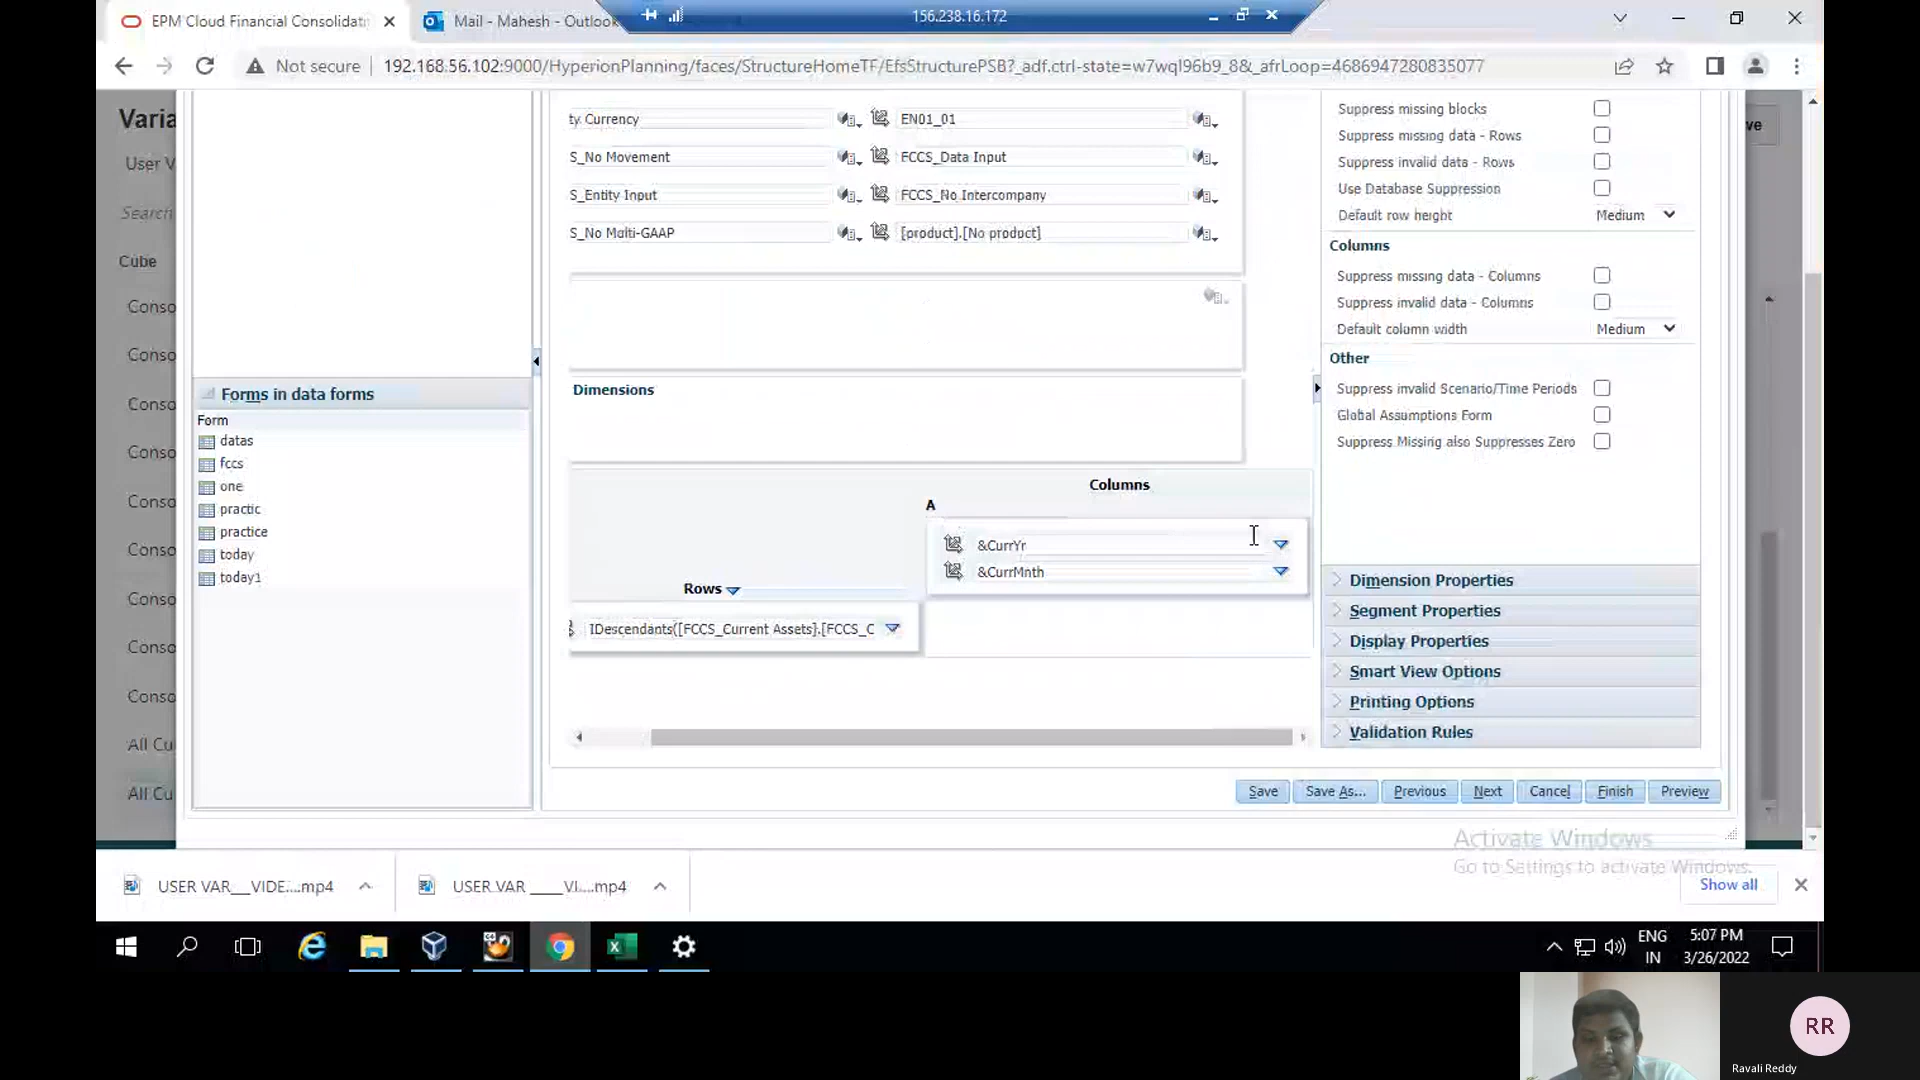 EPM Cloud Financial Consolidati
Mail - Mahesh - Outlook
156.238.16.172
Not secure
192.168.56.102:9000/HyperionPlanning/faces/StructureHomeTF/EfsStructurePSB?_adf.ctrl-state=w7wql96b9_8&_afrLoop=4686947280835077
Varia
User V
Search
Cube
Conso
Conso
Conso
Conso
Conso
Conso
Conso
Conso
Conso
All Cu
All Cu
ve
Forms in data forms
Form
datas
fccs
one
practic
practice
today
today1
ty Currency
EN01_01
S_No Movement
FCCS_Data Input
S_Entity Input
FCCS_No Intercompany
S_No Multi-GAAP
[product].[No product]
Dimensions
Columns
A
&CurrYr
&CurrMnth
Rows
IDescendants([FCCS_Current Assets].[FCCS_C
Suppress missing blocks
Suppress missing data - Rows
Suppress invalid data - Rows
Use Database Suppression
Default row height Medium
Columns
Suppress missing data - Columns
Suppress invalid data - Columns
Default column width Medium
Other
Suppress invalid Scenario/Time Periods
Global Assumptions Form
Suppress Missing also Suppresses Zero
Dimension Properties
Segment Properties
Display Properties
Smart View Options
Printing Options
Validation Rules
Save Save As... Previous Next Cancel Finish Preview
Activate Windows
Go to Settings to activate Windows.
USER VAR__VIDE....mp4
USER VAR ____VI....mp4
Show all
ENG
IN
5:07 PM
3/26/2022
RR
Ravali Reddy